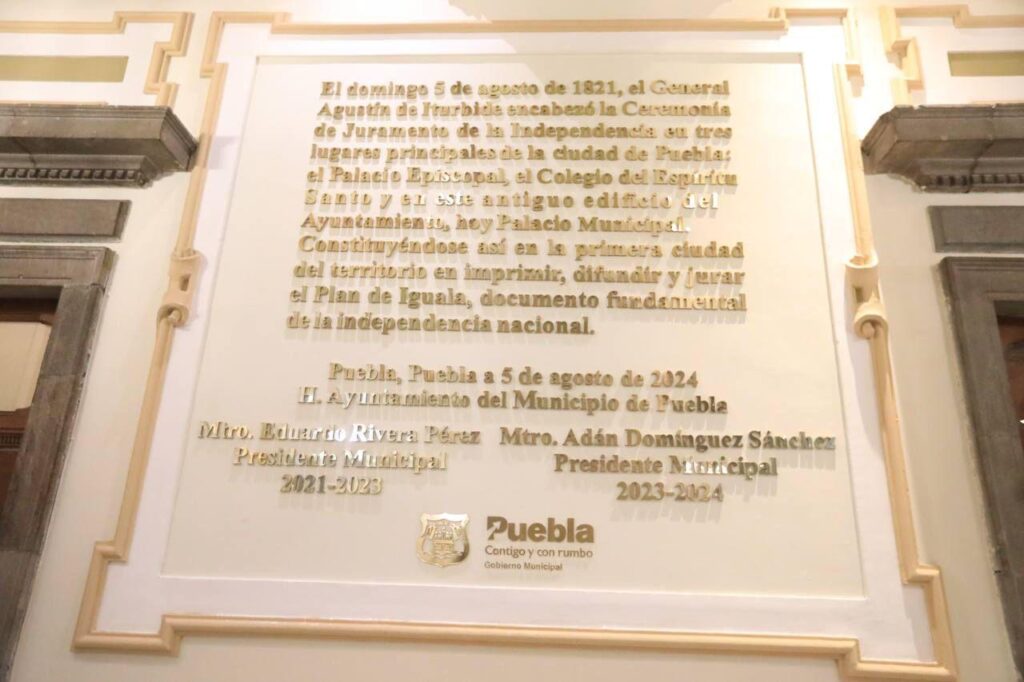 El domingo 5 de agosto de 1821, el General
Agustín de Iturbide encabezó la Ceremonia
de Juramento de la Independencia en tres
lugares principales de la ciudad de Puebla:
el Palacio Episcopal, el Colegio del Espíritu
Santo y en este antiguo edificio del
Ayuntamiento, hoy Palacio Municipal.
Constituyéndose así en la primera ciudad
del territorio en imprimir, difundir y jurar
el Plan de Iguala, documento fundamental
de la independencia nacional.
Puebla, Puebla a 5 de agosto de 2024
H. Ayuntamiento del Municipio de Puebla
Mtro. Eduardo Rivera Pérez
Presidente Municipal
2021-2023
Mtro. Adán Domínguez Sánchez
Presidente Municipal
2023-2024
Puebla
Contigo y con rumbo
Gobierno Municipal